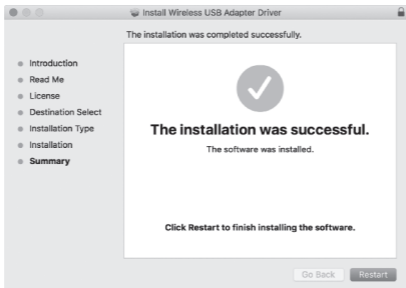 Install Wireless USB Adapter Driver
The installation was completed successfully.
Introduction
Read Me
License
Destination Select
Installation Type
Installation
Summary
The installation was successful.
The software was installed.
Click Restart to finish installing the software.
Go Back
Restart